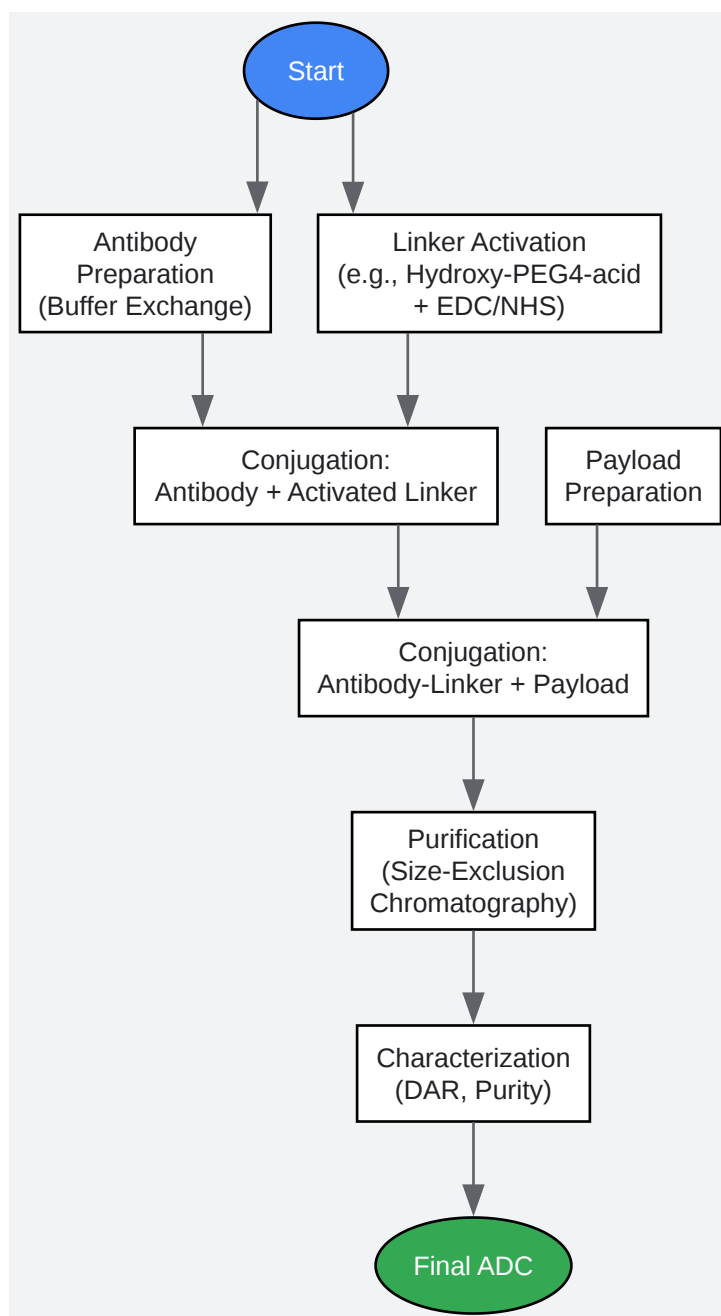 Start
Antibody
Preparation
(Buffer Exchange)
Linker Activation
(e.g., Hydroxy-PEG4-acid
+ EDC/NHS)
Conjugation:
Antibody + Activated Linker
Payload
Preparation
Conjugation:
Antibody-Linker + Payload
Purification
(Size-Exclusion
Chromatography)
Characterization
(DAR, Purity)
Final ADC